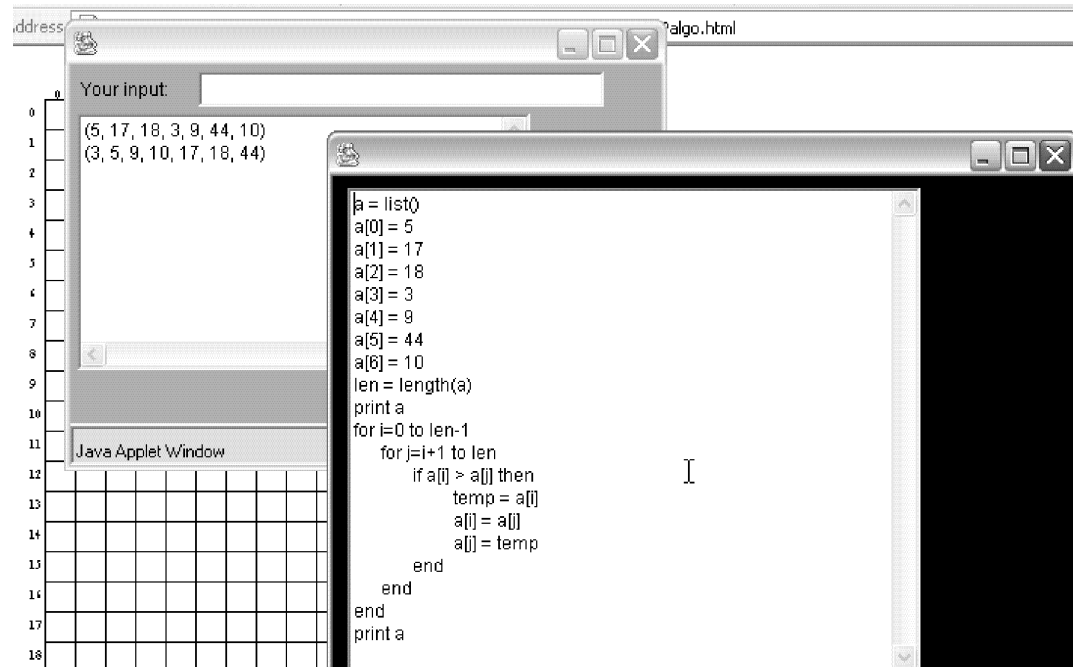 Address
algo.html
Your input:
(5, 17, 18, 3, 9, 44, 10)
(3, 5, 9, 10, 17, 18, 44)
Java Applet Window
0
0
1
2
3
4
5
6
7
8
9
10
11
12
13
14
15
16
17
18
a = list()
a[0] = 5
a[1] = 17
a[2] = 18
a[3] = 3
a[4] = 9
a[5] = 44
a[6] = 10
len = length(a)
print a
for i=0 to len-1
for j=i+1 to len
if a[i] > a[j] then
temp = a[i]
a[i] = a[j]
a[j] = temp
end
end
end
print a